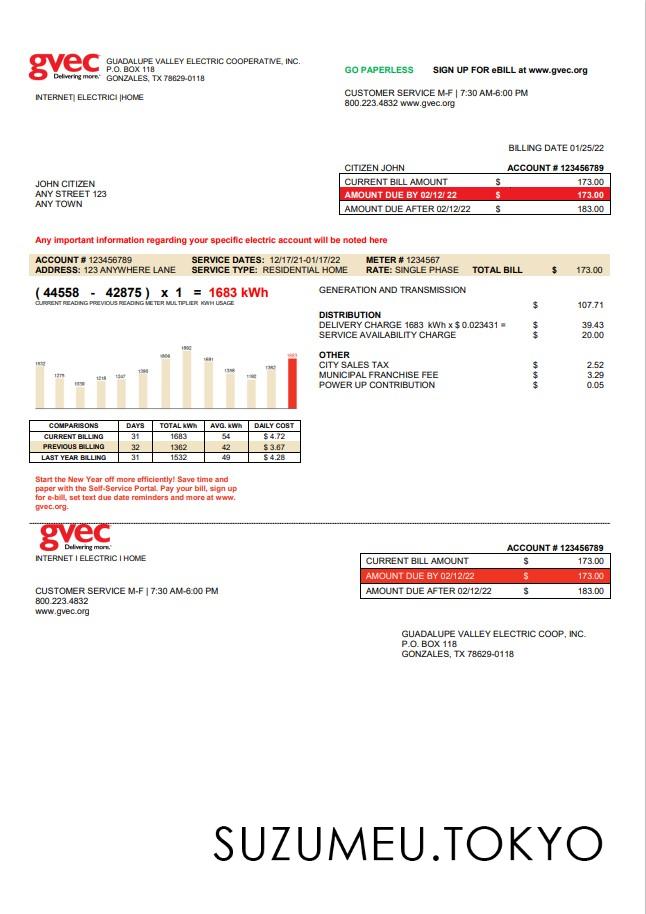 gvec
Delivering more.
GUADALUPE VALLEY ELECTRIC COOPERATIVE, INC.
P.O. BOX 118
GONZALES, TX 78629-0118
INTERNET| ELECTRICI |HOME
GO PAPERLESS SIGN UP FOR eBILL at www.gvec.org
CUSTOMER SERVICE M-F | 7:30 AM-6:00 PM
800.223.4832 www.gvec.org
BILLING DATE 01/25/22
JOHN CITIZEN
ANY STREET 123
ANY TOWN
CITIZEN JOHN ACCOUNT # 123456789
CURRENT BILL AMOUNT $ 173.00
AMOUNT DUE BY 02/12/ 22 $ 173.00
AMOUNT DUE AFTER 02/12/22 $ 183.00
Any important information regarding your specific electric account will be noted here
ACCOUNT # 123456789 SERVICE DATES: 12/17/21-01/17/22 METER # 1234567
ADDRESS: 123 ANYWHERE LANE SERVICE TYPE: RESIDENTIAL HOME RATE: SINGLE PHASE TOTAL BILL $ 173.00
( 44558 - 42875 ) x 1 = 1683 kWh
CURRENT READING PREVIOUS READING METER MULTIPLIER KWH USAGE
1532 1275 1030 1218 1247 1390 1606 1692 1691 1398 1192 1362 1683
COMPARISONS DAYS TOTAL kWh AVG. kWh DAILY COST
CURRENT BILLING 31 1683 54 $ 4.72
PREVIOUS BILLING 32 1362 42 $ 3.67
LAST YEAR BILLING 31 1532 49 $ 4.28
Start the New Year off more efficiently! Save time and
paper with the Self-Service Portal. Pay your bill, sign up
for e-bill, set text due date reminders and more at www.
gvec.org.
GENERATION AND TRANSMISSION
$ 107.71
DISTRIBUTION
DELIVERY CHARGE 1683 kWh x $ 0.023431 = $ 39.43
SERVICE AVAILABILITY CHARGE $ 20.00
OTHER
CITY SALES TAX $ 2.52
MUNICIPAL FRANCHISE FEE $ 3.29
POWER UP CONTRIBUTION $ 0.05
gvec
Delivering more.
INTERNET I ELECTRIC I HOME
CUSTOMER SERVICE M-F | 7:30 AM-6:00 PM
800.223.4832
www.gvec.org
ACCOUNT # 123456789
CURRENT BILL AMOUNT $ 173.00
AMOUNT DUE BY 02/12/22 $ 173.00
AMOUNT DUE AFTER 02/12/22 $ 183.00
GUADALUPE VALLEY ELECTRIC COOP, INC.
P.O. BOX 118
GONZALES, TX 78629-0118
SUZUMEU.TOKYO